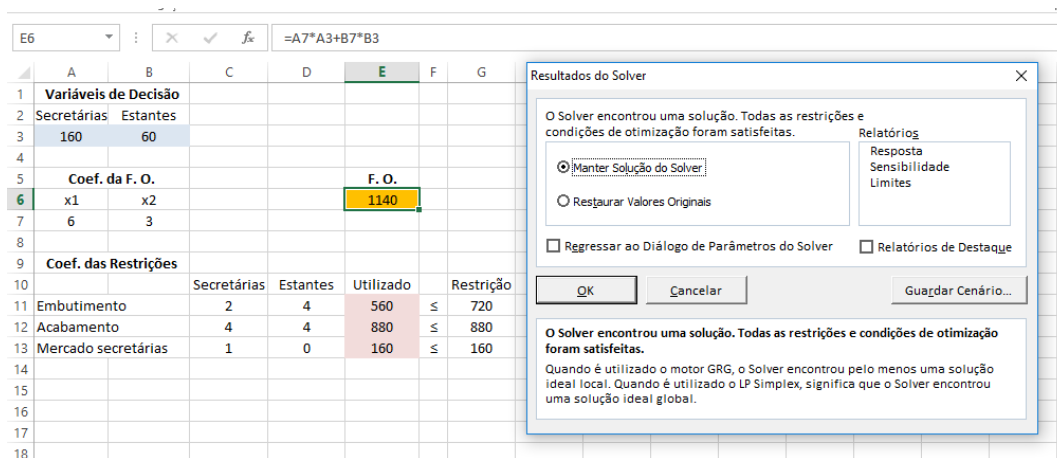 E6 fx =A7*A3+B7*B3
A B C D E F G
1 Variáveis de Decisão
2 Secretárias Estantes
3 160 60
4
5 Coef. da F. O. F. O.
6 x1 x2 1140
7 6 3
8
9 Coef. das Restrições
10 Secretárias Estantes Utilizado Restrição
11 Embutimento 2 4 560 ≤ 720
12 Acabamento 4 4 880 ≤ 880
13 Mercado secretárias 1 0 160 ≤ 160
14
15
16
17
18
Resultados do Solver
O Solver encontrou uma solução. Todas as restrições e
condições de otimização foram satisfeitas.
Manter Solução do Solver
Restaurar Valores Originais
Relatórios
Resposta
Sensibilidade
Limites
Regressar ao Diálogo de Parâmetros do Solver
Relatórios de Destaque
OK Cancelar Guardar Cenário...
O Solver encontrou uma solução. Todas as restrições e condições de otimização
foram satisfeitas.
Quando é utilizado o motor GRG, o Solver encontrou pelo menos uma solução
ideal local. Quando é utilizado o LP Simplex, significa que o Solver encontrou
uma solução ideal global.